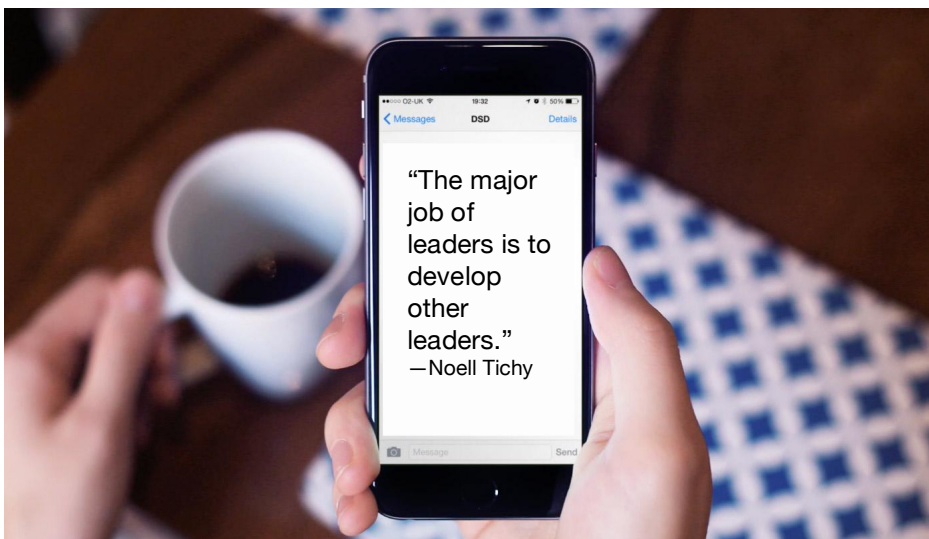 O2-UK 19:32 50%
Messages DSD Details
“The major
job of
leaders is to
develop
other
leaders.”
—Noell Tichy
Message Send